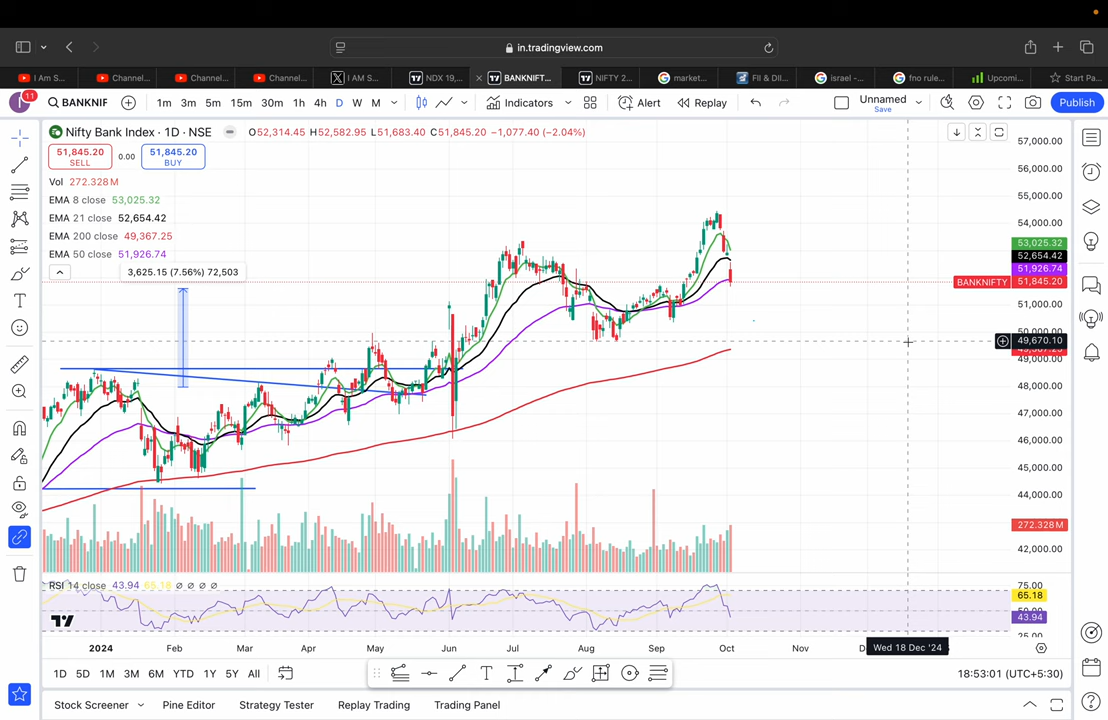 in.tradingview.com
I Am S...
Channel...
Channel...
Channel...
I AM S...
NDX 19,...
BANKNIFT...
NIFTY 2...
market...
FII & DII...
israel -...
fno rule...
Upcomi...
Start Pa...
11
BANKNIF
1m 3m 5m 15m 30m 1h 4h D W M
Indicators
Alert
Replay
Unnamed
Save
Publish
Nifty Bank Index · 1D · NSE
O52,314.45 H52,582.95 L51,683.40 C51,845.20 −1,077.40 (−2.04%)
51,845.20
SELL
0.00
51,845.20
BUY
Vol 272.328M
EMA 8 close 53,025.32
EMA 21 close 52,654.42
EMA 200 close 49,367.25
EMA 50 close 51,926.74
3,625.15 (7.56%) 72,503
57,000.00
56,000.00
55,000.00
54,000.00
53,025.32
52,654.42
51,926.74
BANKNIFTY 51,845.20
51,000.00
50,000.00
49,670.10
49,000.00
48,000.00
47,000.00
46,000.00
45,000.00
44,000.00
272.328M
42,000.00
RSI 14 close 43.94 65.18 ∅ ∅ ∅ ∅
75.00
65.18
43.94
25.00
2024 Feb Mar Apr May Jun Jul Aug Sep Oct Nov
Wed 18 Dec '24
1D 5D 1M 3M 6M YTD 1Y 5Y All
18:53:01 (UTC+5:30)
Stock Screener
Pine Editor
Strategy Tester
Replay Trading
Trading Panel